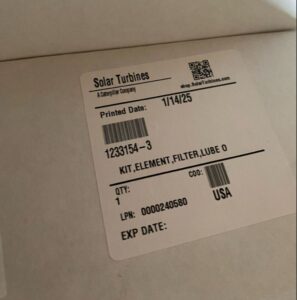 Solar Turbines
A Caterpillar Company
shop.SolarTurbines.com
Printed Date: 1/14/25
1233154-3
KIT,ELEMENT,FILTER,LUBE O
QTY: COO:
1 USA
LPN: 0000240560
EXP DATE: